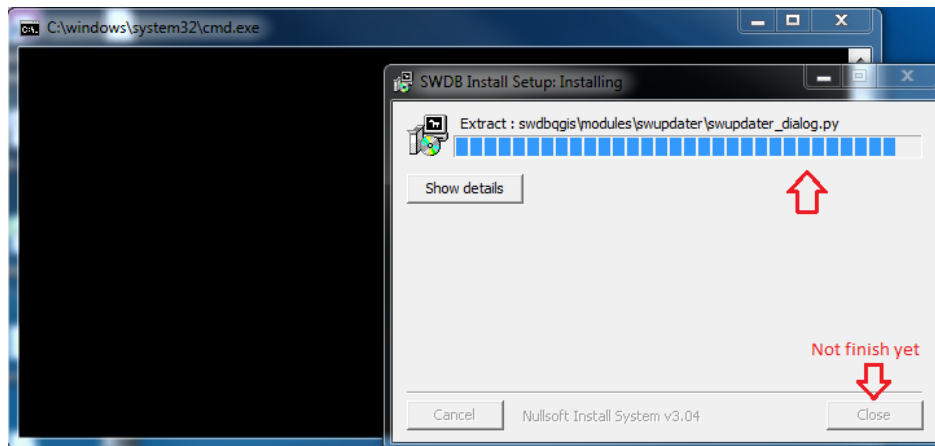 C:\windows\system32\cmd.exe
SWDB Install Setup: Installing
Extract : swdbqgis\modules\swupdater\swupdater_dialog.py
Show details
Not finish yet
Cancel
Nullsoft Install System v3.04
Close